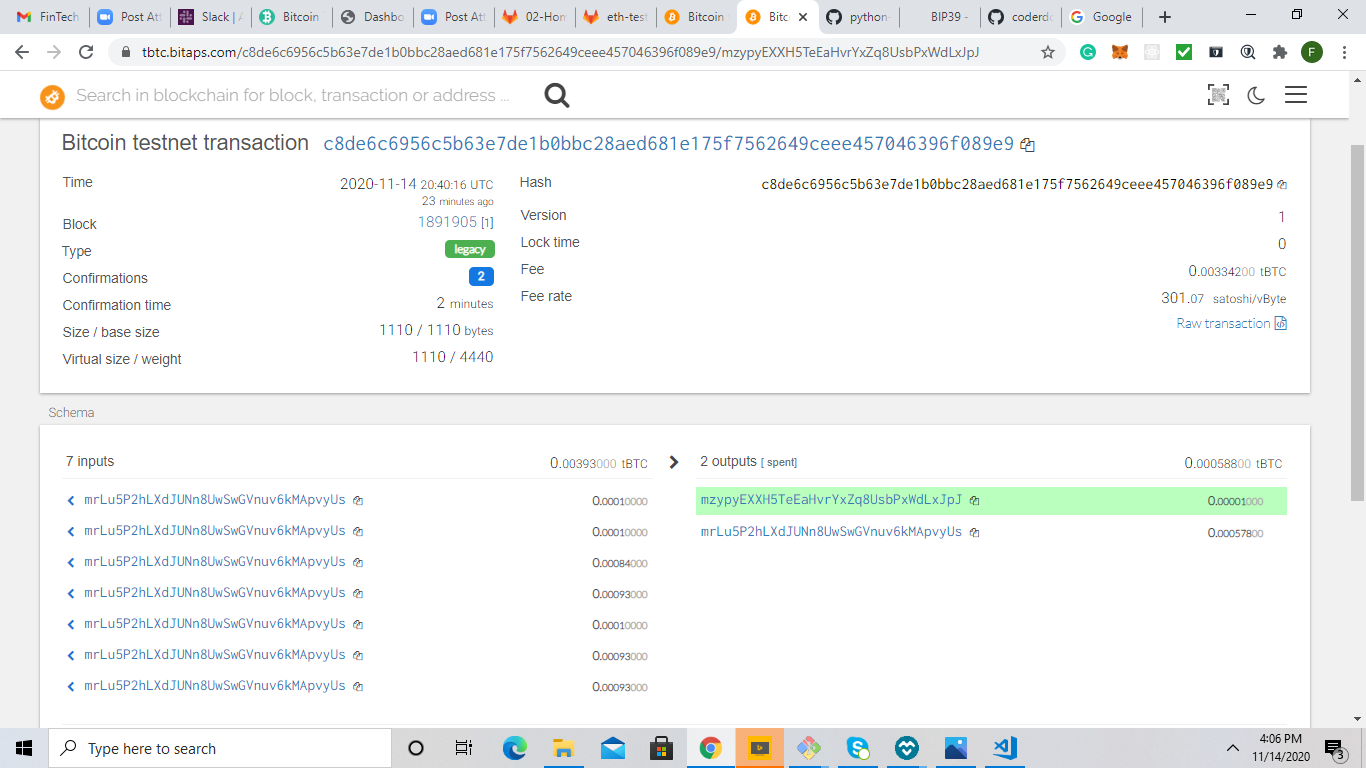 FinTech
Post Att
Slack | A
Bitcoin
Dashbo
Post Att
02-Hom
eth-test
Bitcoin
Bitc
python-
BIP39 -
coderdo
Google
tbtc.bitaps.com/c8de6c6956c5b63e7de1b0bbc28aed681e175f7562649ceee457046396f089e9/mzypyEXXH5TeEaHvrYxZq8UsbPxWdLxJpJ
F
Search in blockchain for block, transaction or address ...
Bitcoin testnet transaction c8de6c6956c5b63e7de1b0bbc28aed681e175f7562649ceee457046396f089e9
Time 2020-11-14 20:40:16 UTC
23 minutes ago
Block 1891905 [1]
Type legacy
Confirmations 2
Confirmation time 2 minutes
Size / base size 1110 / 1110 bytes
Virtual size / weight 1110 / 4440
Hash c8de6c6956c5b63e7de1b0bbc28aed681e175f7562649ceee457046396f089e9
Version 1
Lock time 0
Fee 0.00334200 tBTC
Fee rate 301.07 satoshi/vByte
Raw transaction
Schema
7 inputs 0.00393000 tBTC
mrLu5P2hLXdJUNn8UwSwGVnuv6kMApvyUs 0.00010000
mrLu5P2hLXdJUNn8UwSwGVnuv6kMApvyUs 0.00010000
mrLu5P2hLXdJUNn8UwSwGVnuv6kMApvyUs 0.00084000
mrLu5P2hLXdJUNn8UwSwGVnuv6kMApvyUs 0.00093000
mrLu5P2hLXdJUNn8UwSwGVnuv6kMApvyUs 0.00010000
mrLu5P2hLXdJUNn8UwSwGVnuv6kMApvyUs 0.00093000
mrLu5P2hLXdJUNn8UwSwGVnuv6kMApvyUs 0.00093000
2 outputs [ spent] 0.00058800 tBTC
mzypyEXXH5TeEaHvrYxZq8UsbPxWdLxJpJ 0.00001000
mrLu5P2hLXdJUNn8UwSwGVnuv6kMApvyUs 0.00057800
Type here to search
4:06 PM
11/14/2020
3